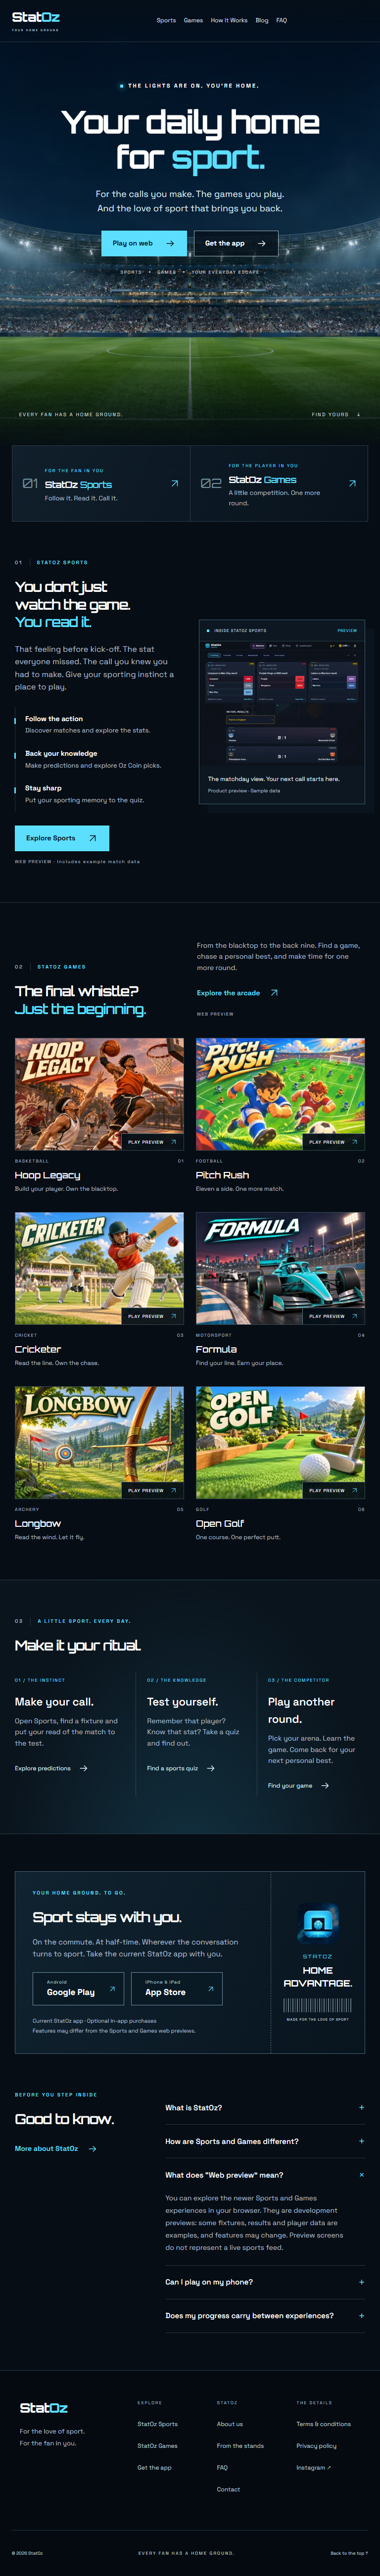 StatOz
YOUR HOME GROUND
Sports Games How It Works Blog FAQ
THE LIGHTS ARE ON. YOU'RE HOME.
Your daily home
for sport.
For the calls you make. The games you play.
And the love of sport that brings you back.
Play on web →
Get the app →
SPORTS • GAMES • YOUR EVERYDAY ESCAPE
EVERY FAN HAS A HOME GROUND.
FIND YOURS ↓
01
FOR THE FAN IN YOU
StatOz Sports
Follow it. Read it. Call it.
02
FOR THE PLAYER IN YOU
StatOz Games
A little competition. One more
round.
01 STATOZ SPORTS
You don't just
watch the game.
You read it.
That feeling before kick-off. The stat
everyone missed. The call you knew you
had to make. Give your sporting instinct a
place to play.
Follow the action
Discover matches and explore the stats.
Back your knowledge
Make predictions and explore Oz Coin picks.
Stay sharp
Put your sporting memory to the quiz.
Explore Sports
WEB PREVIEW · Includes example match data
INSIDE STATOZ SPORTS
PREVIEW
The matchday view. Your next call starts here.
Product preview · Sample data
02 STATOZ GAMES
The final whistle?
Just the beginning.
From the blacktop to the back nine. Find a game,
chase a personal best, and make time for one
more round.
Explore the arcade
WEB PREVIEW
HOOP LEGACY
PLAY PREVIEW
BASKETBALL 01
Hoop Legacy
Build your player. Own the blacktop.
PITCH RUSH
PLAY PREVIEW
FOOTBALL 02
Pitch Rush
Eleven a side. One more match.
CRICKETER
PLAY PREVIEW
CRICKET 03
Cricketer
Read the line. Own the chase.
FORMULA
PLAY PREVIEW
MOTORSPORT 04
Formula
Find your line. Earn your place.
LONGBOW
PLAY PREVIEW
ARCHERY 05
Longbow
Read the wind. Let it fly.
OPEN GOLF
PLAY PREVIEW
GOLF 06
Open Golf
One course. One perfect putt.
03 A LITTLE SPORT. EVERY DAY.
Make it your ritual.
01 / THE INSTINCT
Make your call.
Open Sports, find a fixture and
put your read of the match to
the test.
Explore predictions →
02 / THE KNOWLEDGE
Test yourself.
Remember that player?
Know that stat? Take a quiz
and find out.
Find a sports quiz →
03 / THE COMPETITOR
Play another
round.
Pick your arena. Learn the
game. Come back for your
next personal best.
Find your game →
YOUR HOME GROUND. TO GO.
Sport stays with you.
On the commute. At half-time. Wherever the conversation
turns to sport. Take the current StatOz app with you.
Android
Google Play
iPhone & iPad
App Store
Current StatOz app · Optional in-app purchases
Features may differ from the Sports and Games web previews.
STATOZ
HOME
ADVANTAGE.
MADE FOR THE LOVE OF SPORT
BEFORE YOU STEP INSIDE
Good to know.
More about StatOz →
What is StatOz? +
How are Sports and Games different? +
What does "Web preview" mean? ×
You can explore the newer Sports and Games
experiences in your browser. They are development
previews: some fixtures, results and player data are
examples, and features may change. Preview screens
do not represent a live sports feed.
Can I play on my phone? +
Does my progress carry between experiences? +
StatOz
For the love of sport.
For the fan in you.
EXPLORE
StatOz Sports
StatOz Games
Get the app
STATOZ
About us
From the stands
FAQ
Contact
THE DETAILS
Terms & conditions
Privacy policy
Instagram ↗
© 2026 StatOz
EVERY FAN HAS A HOME GROUND.
Back to the top ↑